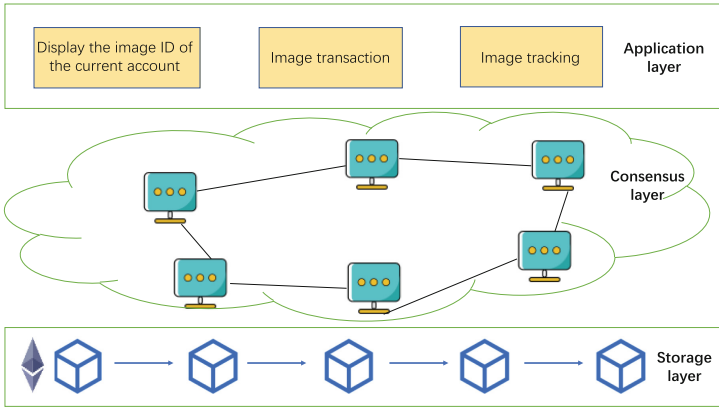 Display the image ID of
the current account
Image transaction
Image tracking
Application
layer
Consensus
layer
Storage
layer